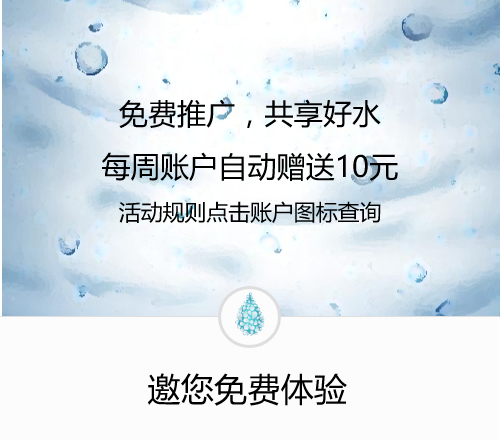 免费推广，共享好水
每周账户自动赠送10元
活动规则点击账户图标查询
邀您免费体验